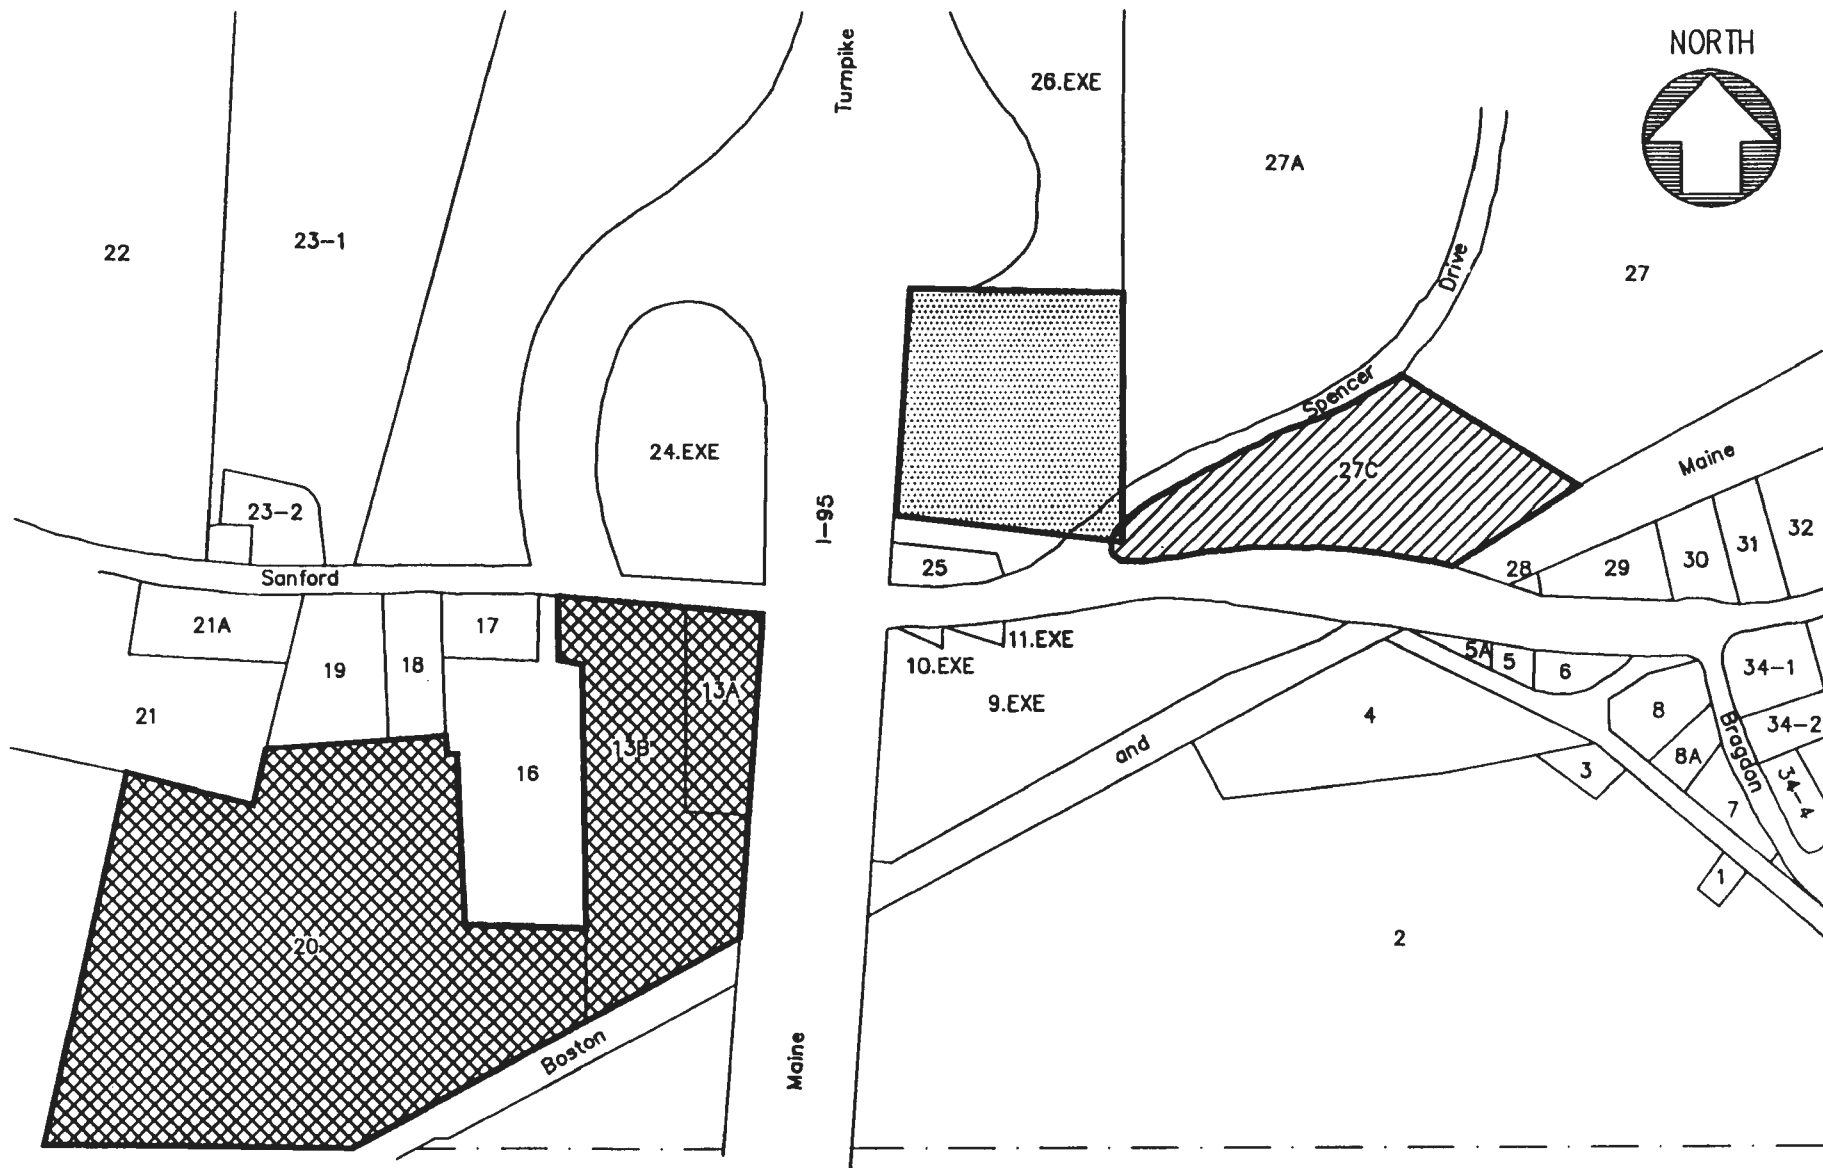 NORTH
Turnpike
26.EXE
27A
22
23-1
27
Drive
Spencer
24.EXE
27C
Maine
23-2
I-95
25
28
29
30
31
32
Sanford
21A
17
19
18
11.EXE
10.EXE
9.EXE
5A
5
6
34-1
13A
13B
21
4
8
34-2
Bragdon
and
8A
16
3
34-4
7
1
20
2
Boston
Maine